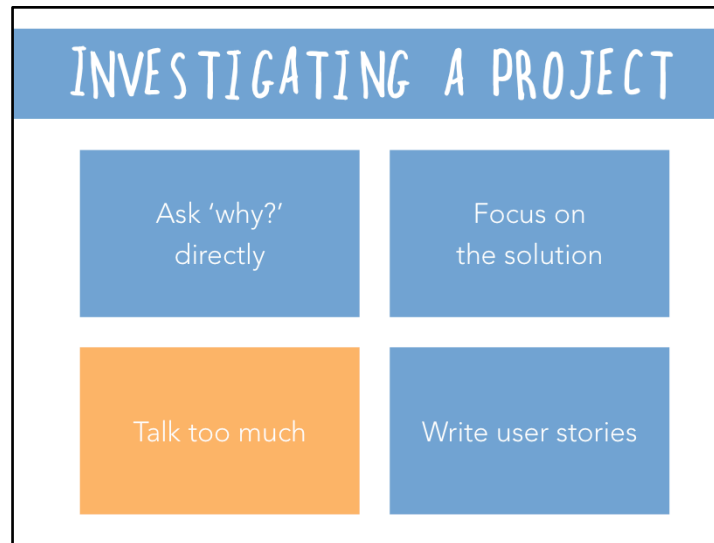 INVESTIGATING A PROJECT
Ask ‘why?’
directly
Focus on
the solution
Talk too much
Write user stories